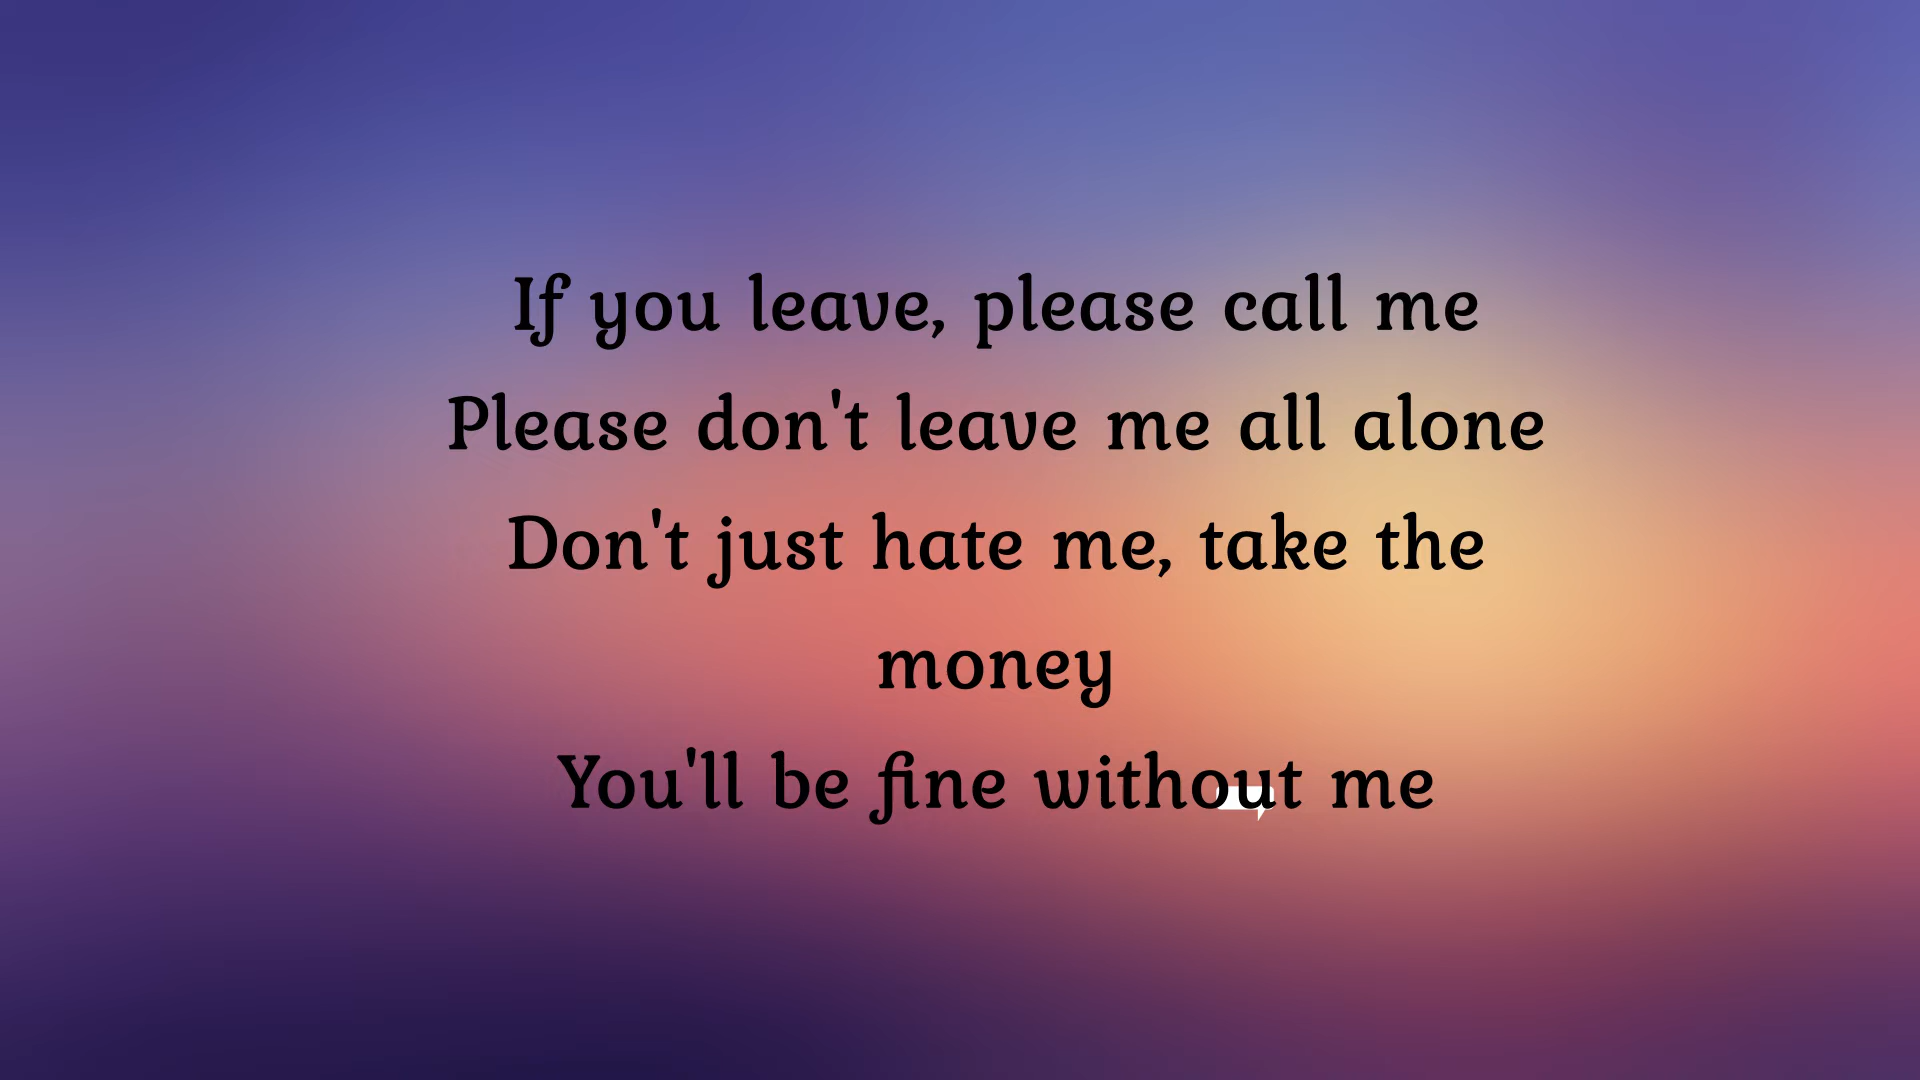 If you leave, please call me
Please don't leave me all alone
Don't just hate me, take the
money
You'll be fine without me